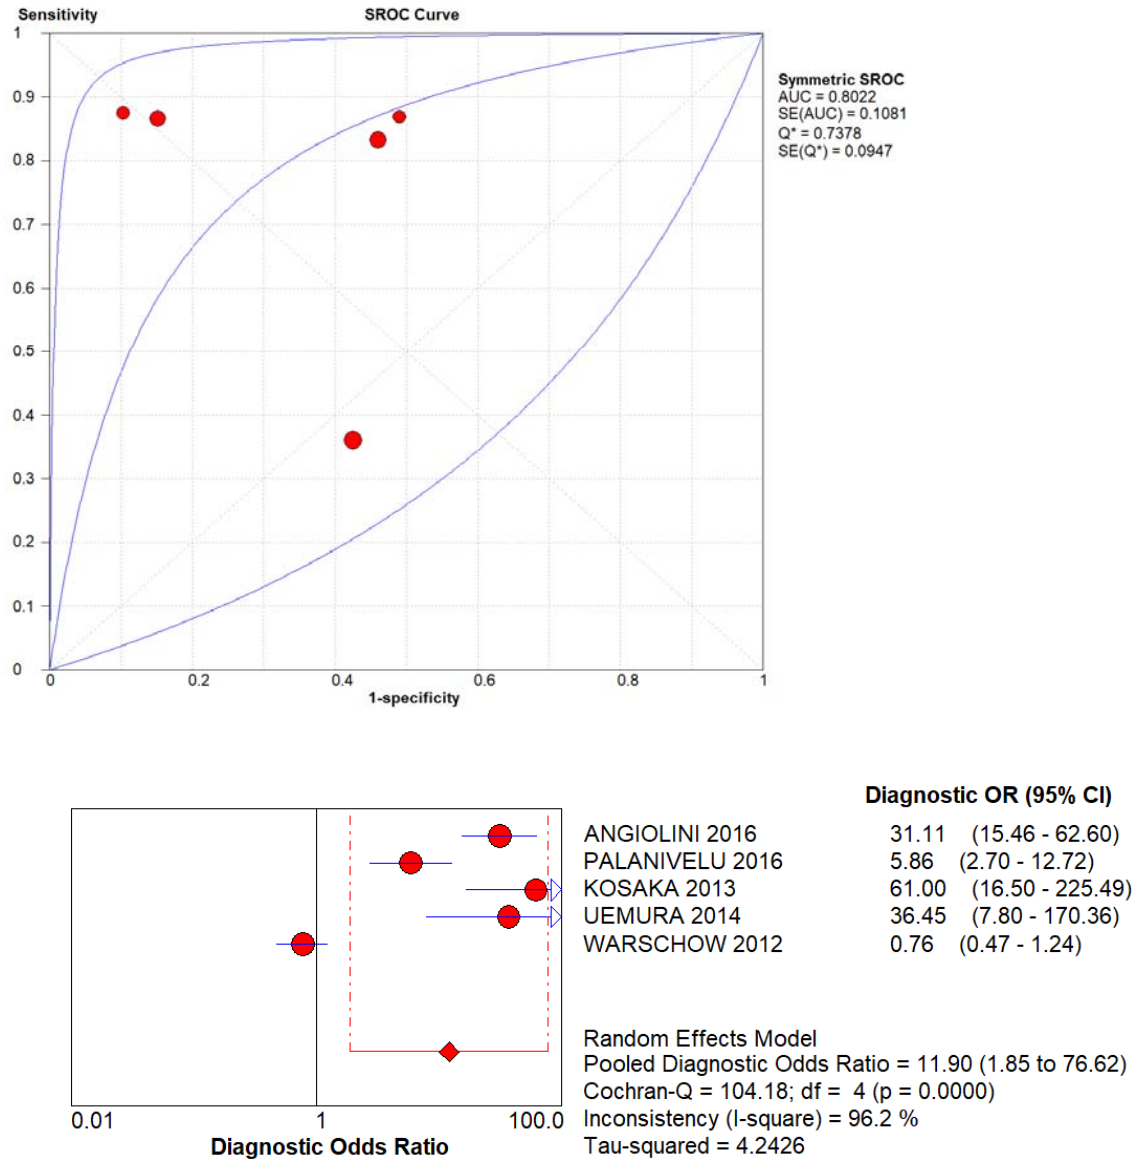 Sensitivity
SROC Curve
1
0.9
0.8
0.7
0.6
0.5
0.4
0.3
0.2
0.1
0
0 0.2 0.4 0.6 0.8 1
1-specificity
Symmetric SROC
AUC = 0.8022
SE(AUC) = 0.1081
Q* = 0.7378
SE(Q*) = 0.0947
Diagnostic OR (95% CI)
ANGIOLINI 2016 31.11 (15.46 - 62.60)
PALANIVELU 2016 5.86 (2.70 - 12.72)
KOSAKA 2013 61.00 (16.50 - 225.49)
UEMURA 2014 36.45 (7.80 - 170.36)
WARSCHOW 2012 0.76 (0.47 - 1.24)
Random Effects Model
Pooled Diagnostic Odds Ratio = 11.90 (1.85 to 76.62)
Cochran-Q = 104.18; df = 4 (p = 0.0000)
Inconsistency (I-square) = 96.2 %
Tau-squared = 4.2426
0.01 1 100.0
Diagnostic Odds Ratio